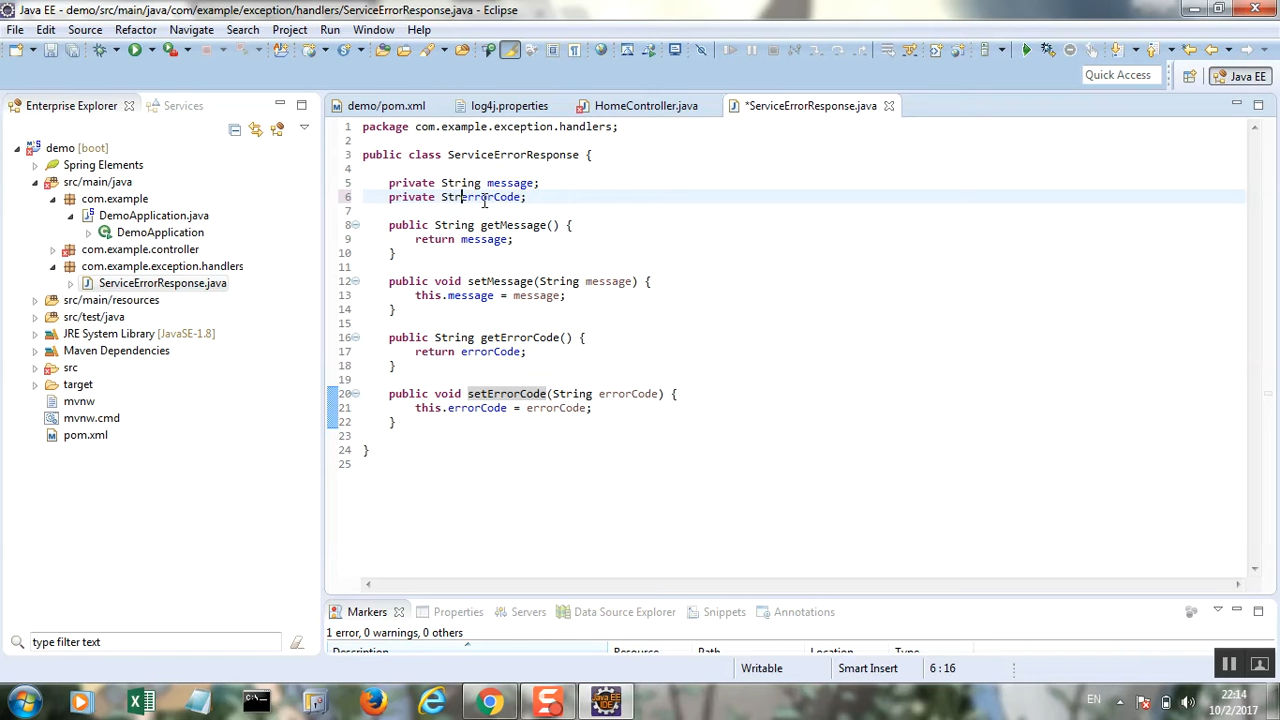 Java EE - demo/src/main/java/com/example/exception/handlers/ServiceErrorResponse.java - Eclipse
File Edit Source Refactor Navigate Search Project Run Window Help
Quick Access
Java EE
Enterprise Explorer
Services
demo/pom.xml
log4j.properties
HomeController.java
*ServiceErrorResponse.java
demo [boot]
Spring Elements
src/main/java
com.example
DemoApplication.java
DemoApplication
com.example.controller
com.example.exception.handlers
ServiceErrorResponse.java
src/main/resources
src/test/java
JRE System Library [JavaSE-1.8]
Maven Dependencies
src
target
mvnw
mvnw.cmd
pom.xml
type filter text
1 package com.example.exception.handlers;
2
3 public class ServiceErrorResponse {
4
5 private String message;
6 private StrerrorCode;
7
8 public String getMessage() {
9 return message;
10 }
11
12 public void setMessage(String message) {
13 this.message = message;
14 }
15
16 public String getErrorCode() {
17 return errorCode;
18 }
19
20 public void setErrorCode(String errorCode) {
21 this.errorCode = errorCode;
22 }
23
24 }
25
Markers Properties Servers Data Source Explorer Snippets Annotations
1 error, 0 warnings, 0 others
Description Resource Path Location Type
Writable Smart Insert 6 : 16
Java EE IDE
EN
22:14
10/2/2017